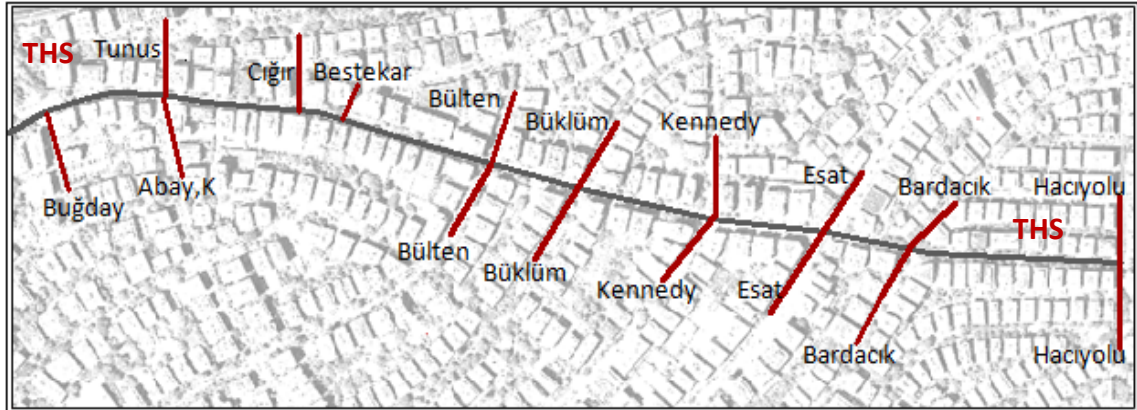 THS
Tunus
Cığır
Bestekar
Bülten
Büklüm
Kennedy
Esat
Bardacık
Hacıyolu
THS
Buğday
Abay,K
Bülten
Büklüm
Kennedy
Esat
Bardacık
Hacıyolu